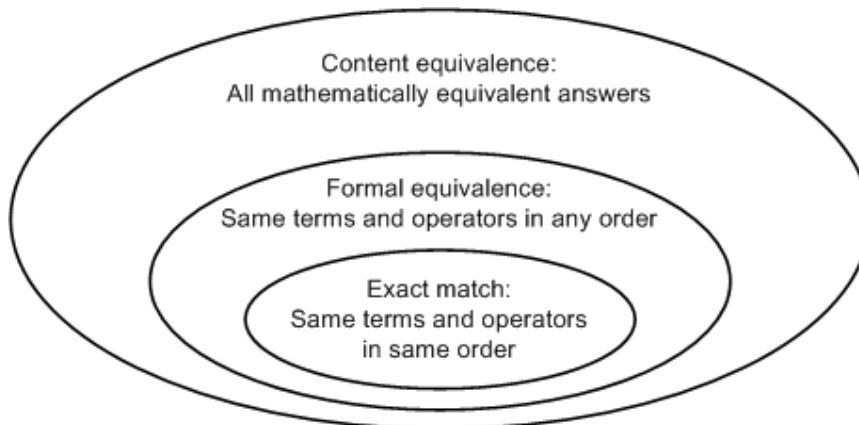 Content equivalence:
All mathematically equivalent answers
Formal equivalence:
Same terms and operators in any order
Exact match:
Same terms and operators
in same order